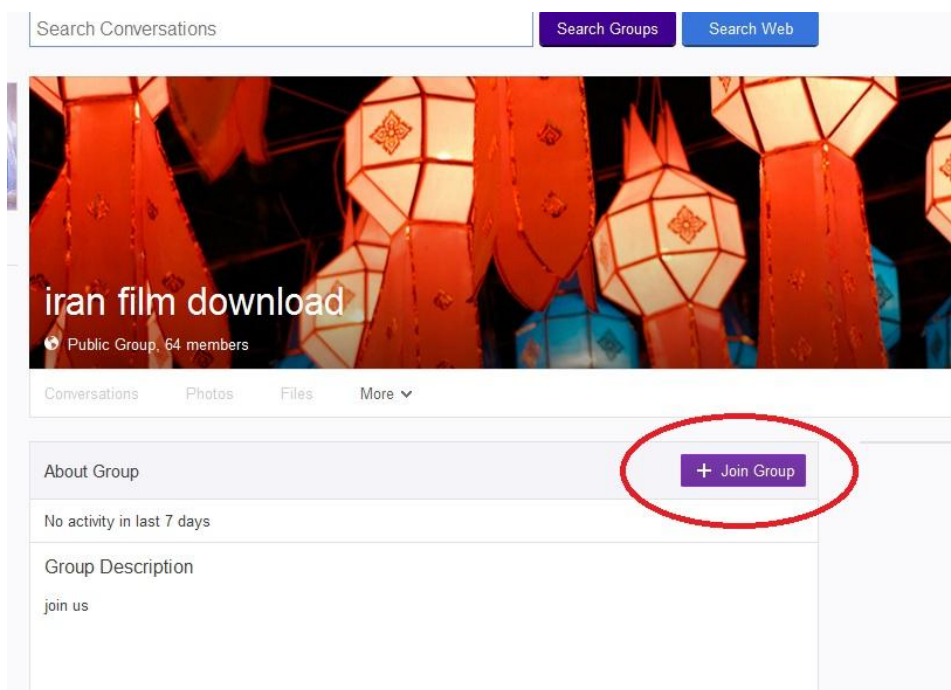 Search Conversations
Search Groups
Search Web
iran film download
Public Group, 64 members
Conversations
Photos
Files
More
About Group
+ Join Group
No activity in last 7 days
Group Description
join us